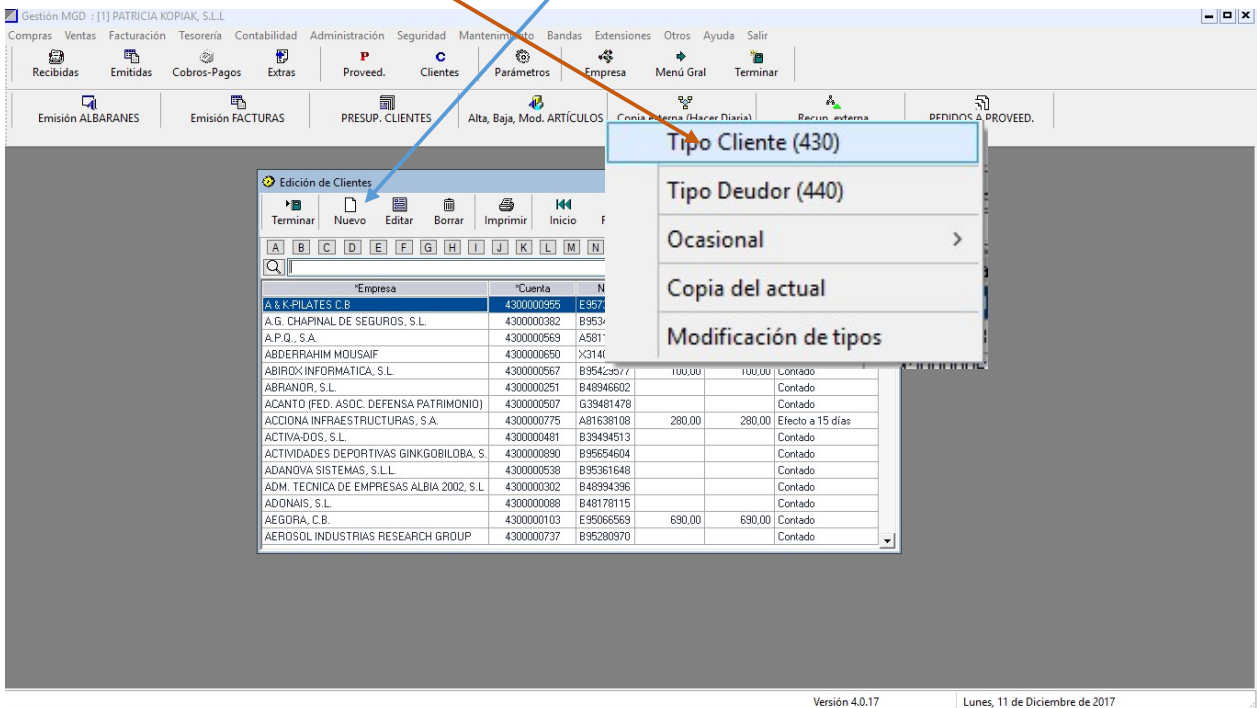 Gestión MGD : [1] PATRICIA KOPIAK, S.L.L
Compras Ventas Facturación Tesorería Contabilidad Administración Seguridad Mantenimiento Bandas Extensiones Otros Ayuda Salir
Recibidas Emitidas Cobros-Pagos Extras Proveed. Clientes Parámetros Empresa Menú Gral Terminar
Emisión ALBARANES Emisión FACTURAS PRESUP. CLIENTES Alta, Baja, Mod. ARTÍCULOS Copia externa (Hacer Diaria) Recup. externa PEDIDOS A PROVEED.
Tipo Cliente (430)
Tipo Deudor (440)
Ocasional >
Copia del actual
Modificación de tipos
Edición de Clientes
Terminar Nuevo Editar Borrar Imprimir Inicio
A B C D E F G H I J K L M N
*Empresa *Cuenta N
A & K-PILATES C.B 4300000955
A.G. CHAPINAL DE SEGUROS, S.L. 4300000382
A.P.Q., S.A. 4300000569
ABDERRAHIM MOUSAIF 4300000650
ABIROX INFORMATICA, S.L. 4300000567 B95429577 100,00 100,00 Contado
ABRANOR, S.L. 4300000251 B48946602 Contado
ACANTO (FED. ASOC. DEFENSA PATRIMONIO) 4300000507 G39481478 Contado
ACCIONA INFRAESTRUCTURAS, S.A. 4300000775 A81638108 280,00 280,00 Efecto a 15 días
ACTIVA-DOS, S.L. 4300000481 B39494513 Contado
ACTIVIDADES DEPORTIVAS GINKGOBILOBA, S. 4300000890 B95654604 Contado
ADANOVA SISTEMAS, S.L.L. 4300000538 B95361648 Contado
ADM. TECNICA DE EMPRESAS ALBIA 2002, S.L 4300000302 B48994396 Contado
ADONAIS, S.L. 4300000088 B48178115 Contado
AEGORA, C.B. 4300000103 E95066569 690,00 690,00 Contado
AEROSOL INDUSTRIAS RESEARCH GROUP 4300000737 B95280970 Contado
Versión 4.0.17 Lunes, 11 de Diciembre de 2017